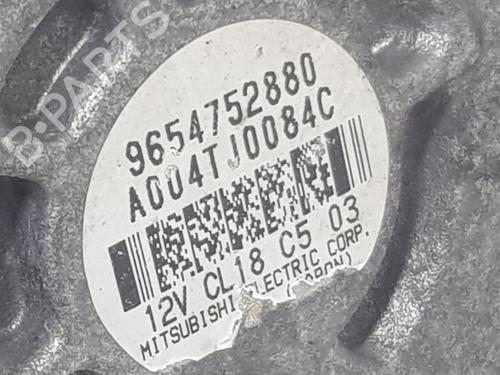 B-PARTS
9654752880
A004TJ0084C
12V CL18 C5 03
MITSUBISHI ELECTRIC CORP.